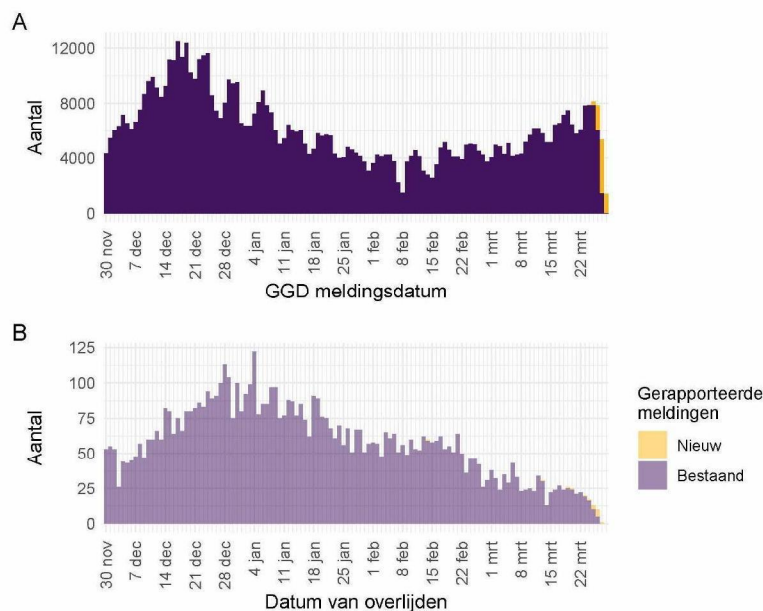 A
Aantal
12000
8000
4000
0
30 nov
7 dec
14 dec
21 dec
28 dec
4 jan
11 jan
18 jan
25 jan
1 feb
8 feb
15 feb
22 feb
1 mrt
8 mrt
15 mrt
22 mrt
GGD meldingsdatum
B
Aantal
125
100
75
50
25
0
30 nov
7 dec
14 dec
21 dec
28 dec
4 jan
11 jan
18 jan
25 jan
1 feb
8 feb
15 feb
22 feb
1 mrt
8 mrt
15 mrt
22 mrt
Datum van overlijden
Gerapporteerde
meldingen
Nieuw
Bestaand